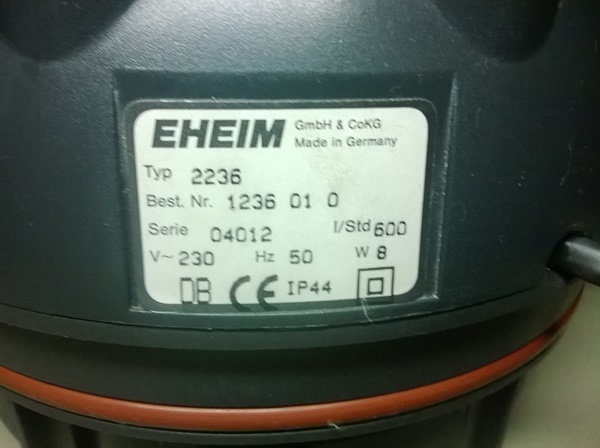 EHEIM GmbH & CoKG
Made in Germany
Typ 2236
Best. Nr. 1236 01 0
Serie 04012 l/Std 600
V~ 230 Hz 50 W 8
DB CE IP44